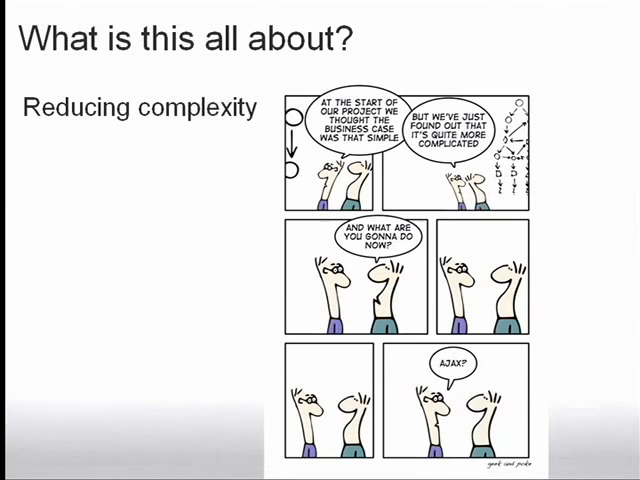 What is this all about?
Reducing complexity
AT THE START OF
OUR PROJECT WE
THOUGHT THE
BUSINESS CASE
WAS THAT SIMPLE
BUT WE'VE JUST
FOUND OUT THAT
IT'S QUITE MORE
COMPLICATED
AND WHAT ARE
YOU GONNA DO
NOW?
AJAX?
geek and poke